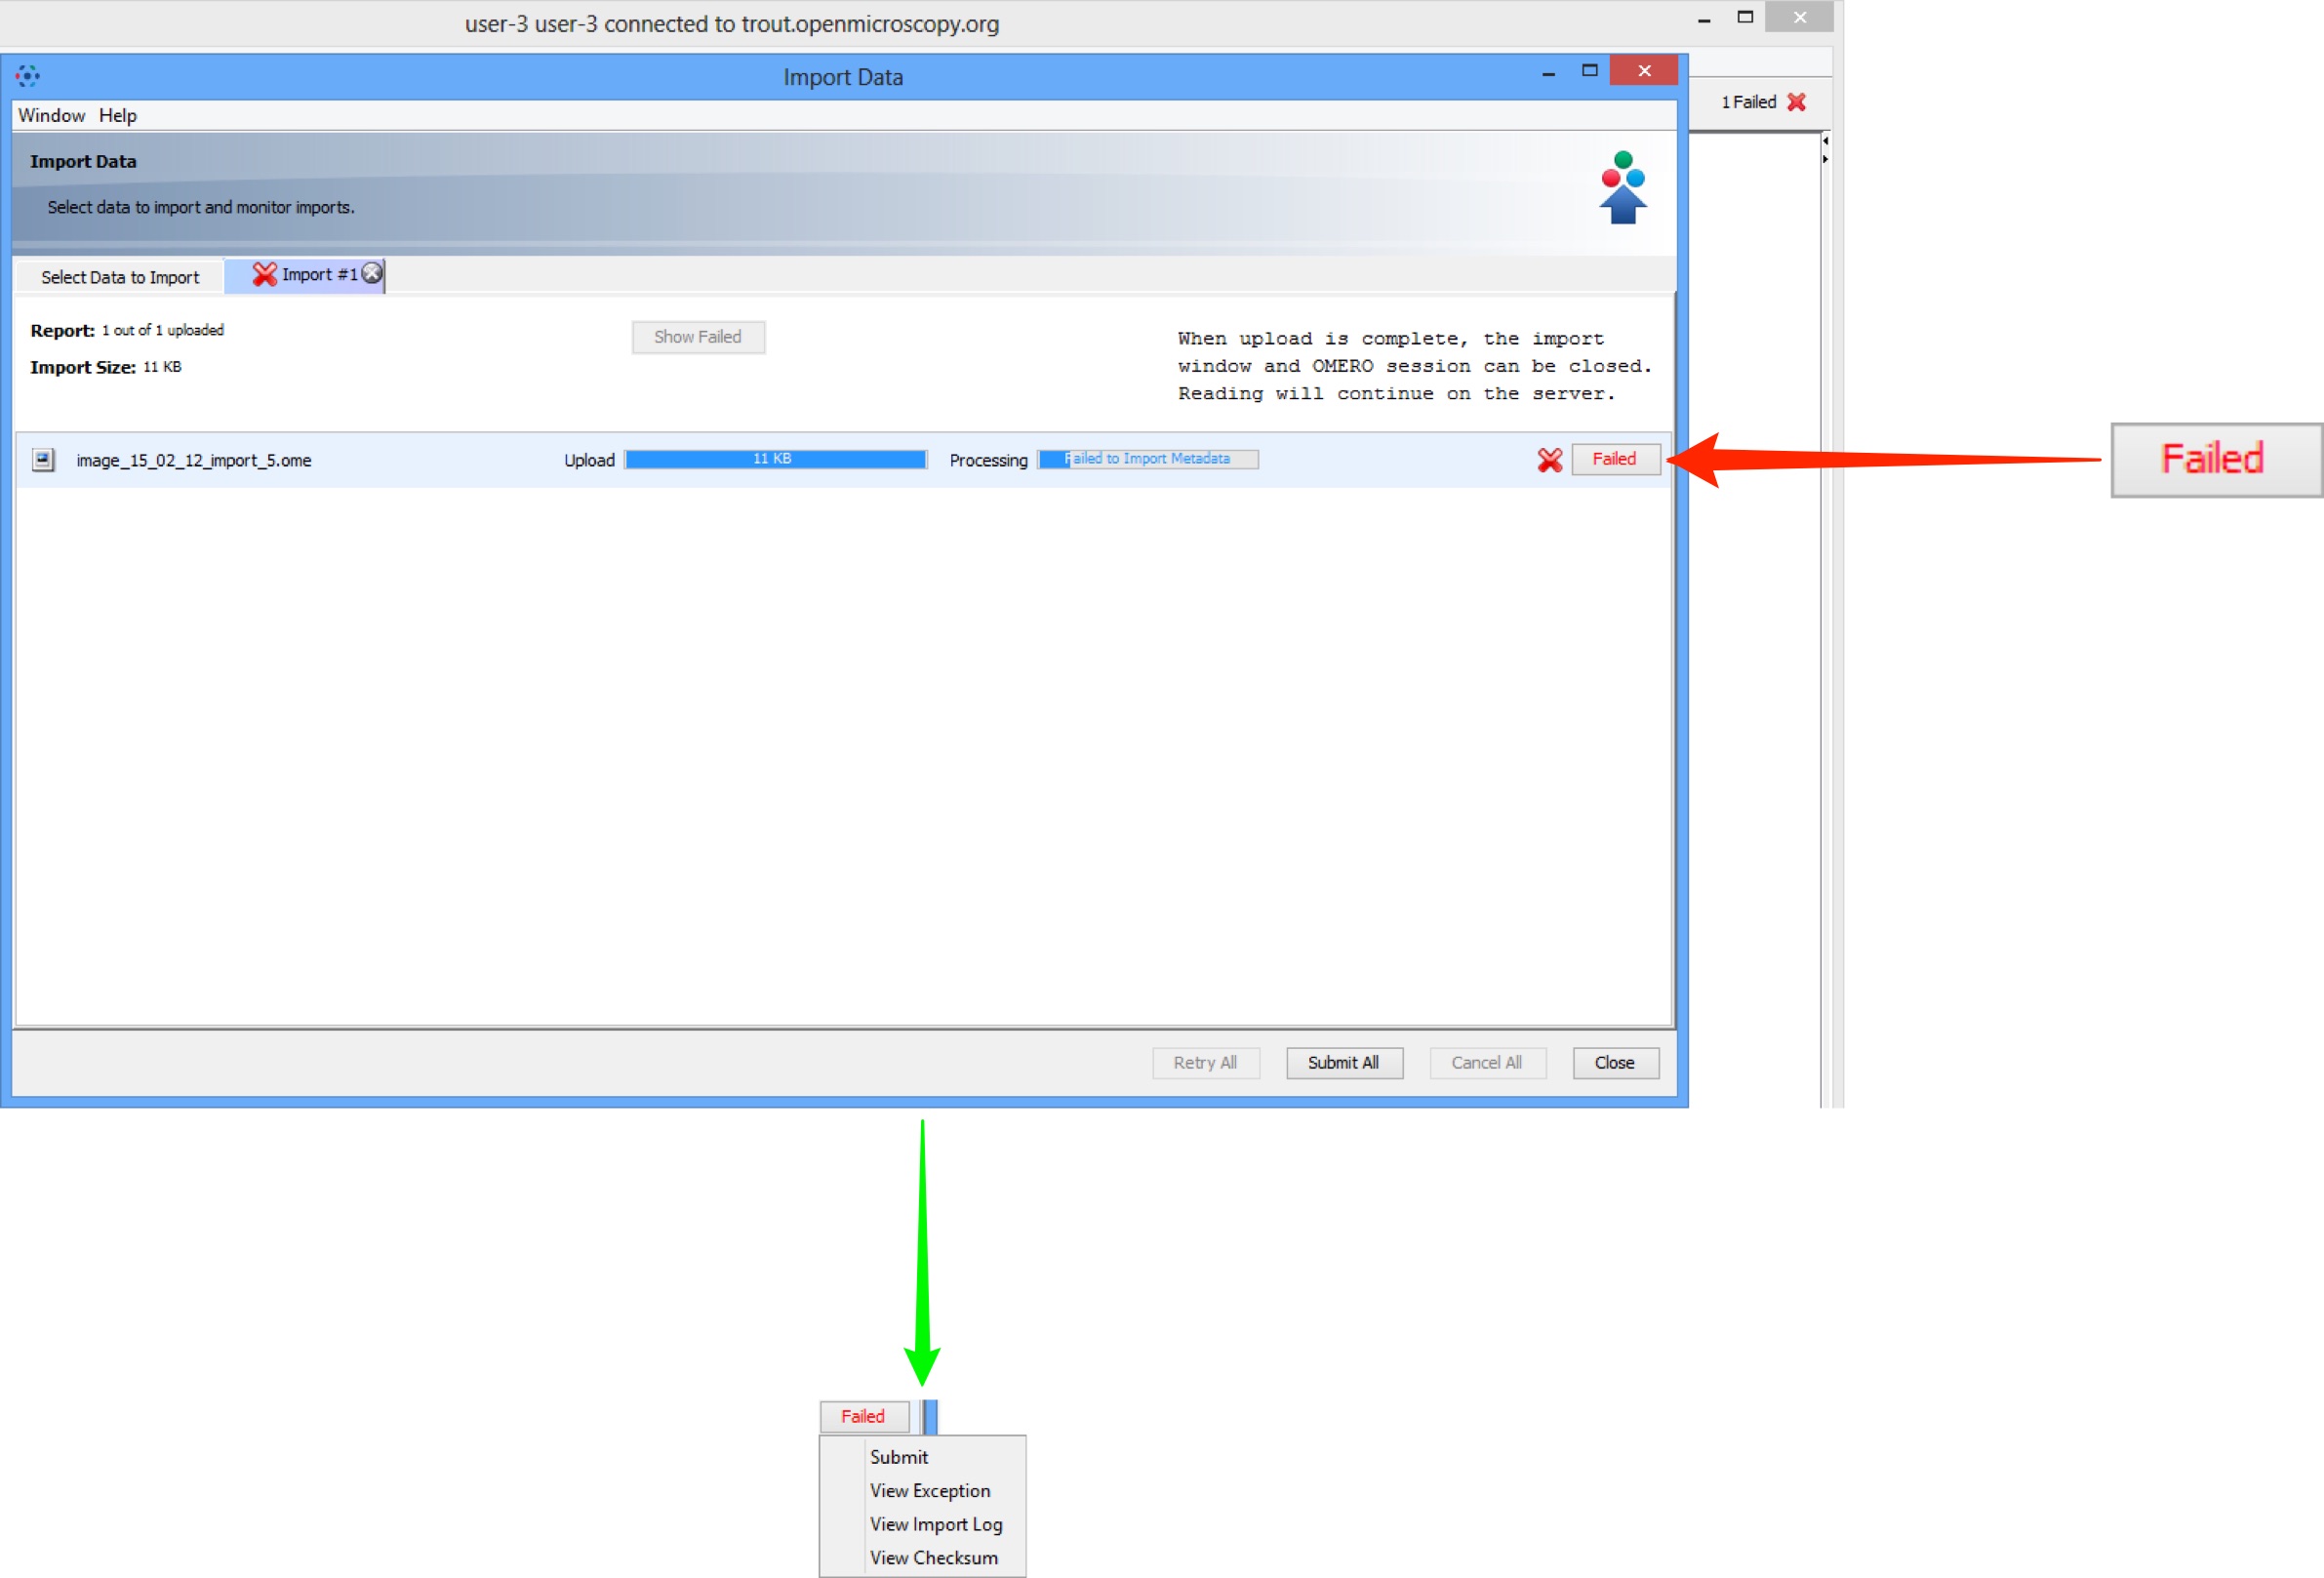 user-3 user-3 connected to trout.openmicroscopy.org
Import Data
Window Help
1 Failed
Import Data
Select data to import and monitor imports.
Select Data to Import
Import #1
Report: 1 out of 1 uploaded
Show Failed
Import Size: 11 KB
When upload is complete, the import
window and OMERO session can be closed.
Reading will continue on the server.
image_15_02_12_import_5.ome
Upload
11 KB
Processing
Failed to Import Metadata
Failed
Failed
Retry All
Submit All
Cancel All
Close
Failed
Submit
View Exception
View Import Log
View Checksum